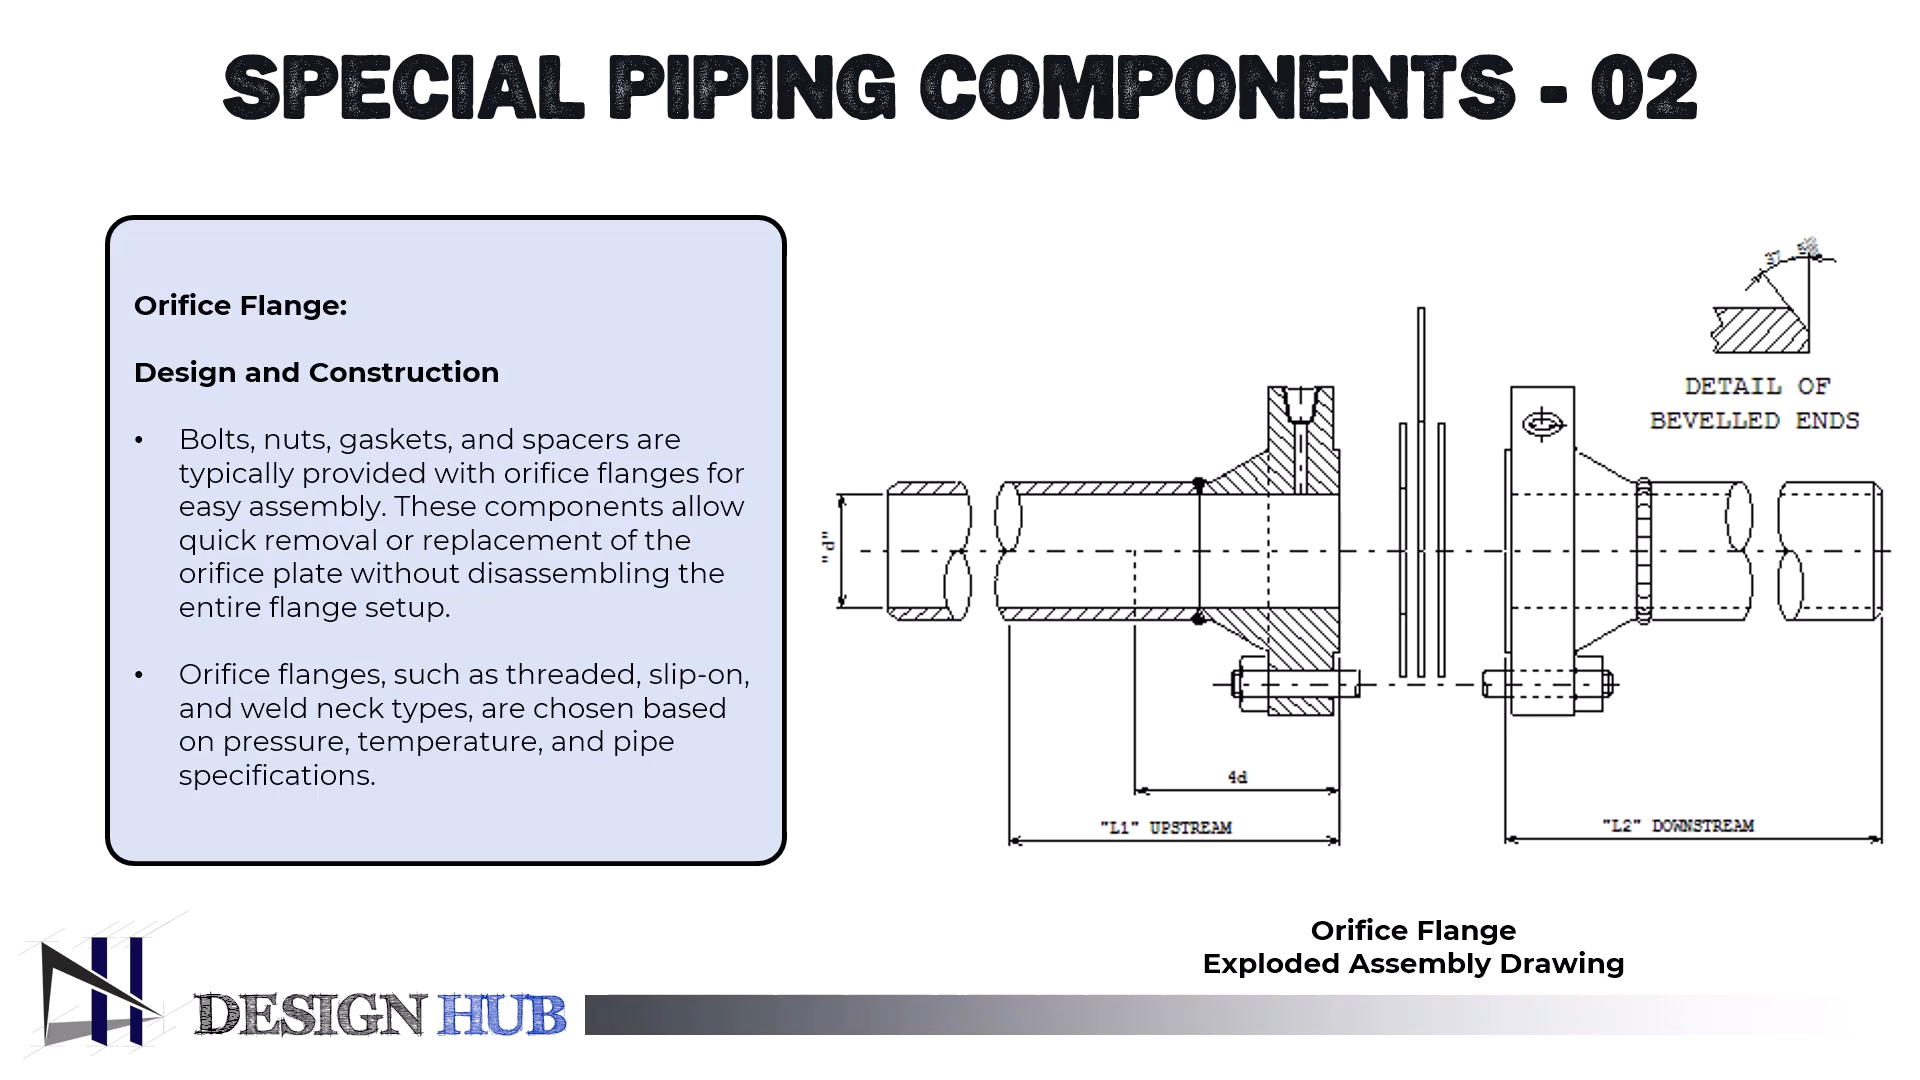 SPECIAL PIPING COMPONENTS - 02
Orifice Flange:
Design and Construction
• Bolts, nuts, gaskets, and spacers are
typically provided with orifice flanges for
easy assembly. These components allow
quick removal or replacement of the
orifice plate without disassembling the
entire flange setup.
• Orifice flanges, such as threaded, slip-on,
and weld neck types, are chosen based
on pressure, temperature, and pipe
specifications.
DETAIL OF
BEVELLED ENDS
"d"
4d
"L1" UPSTREAM
"L2" DOWNSTREAM
Orifice Flange
Exploded Assembly Drawing
DESIGN HUB